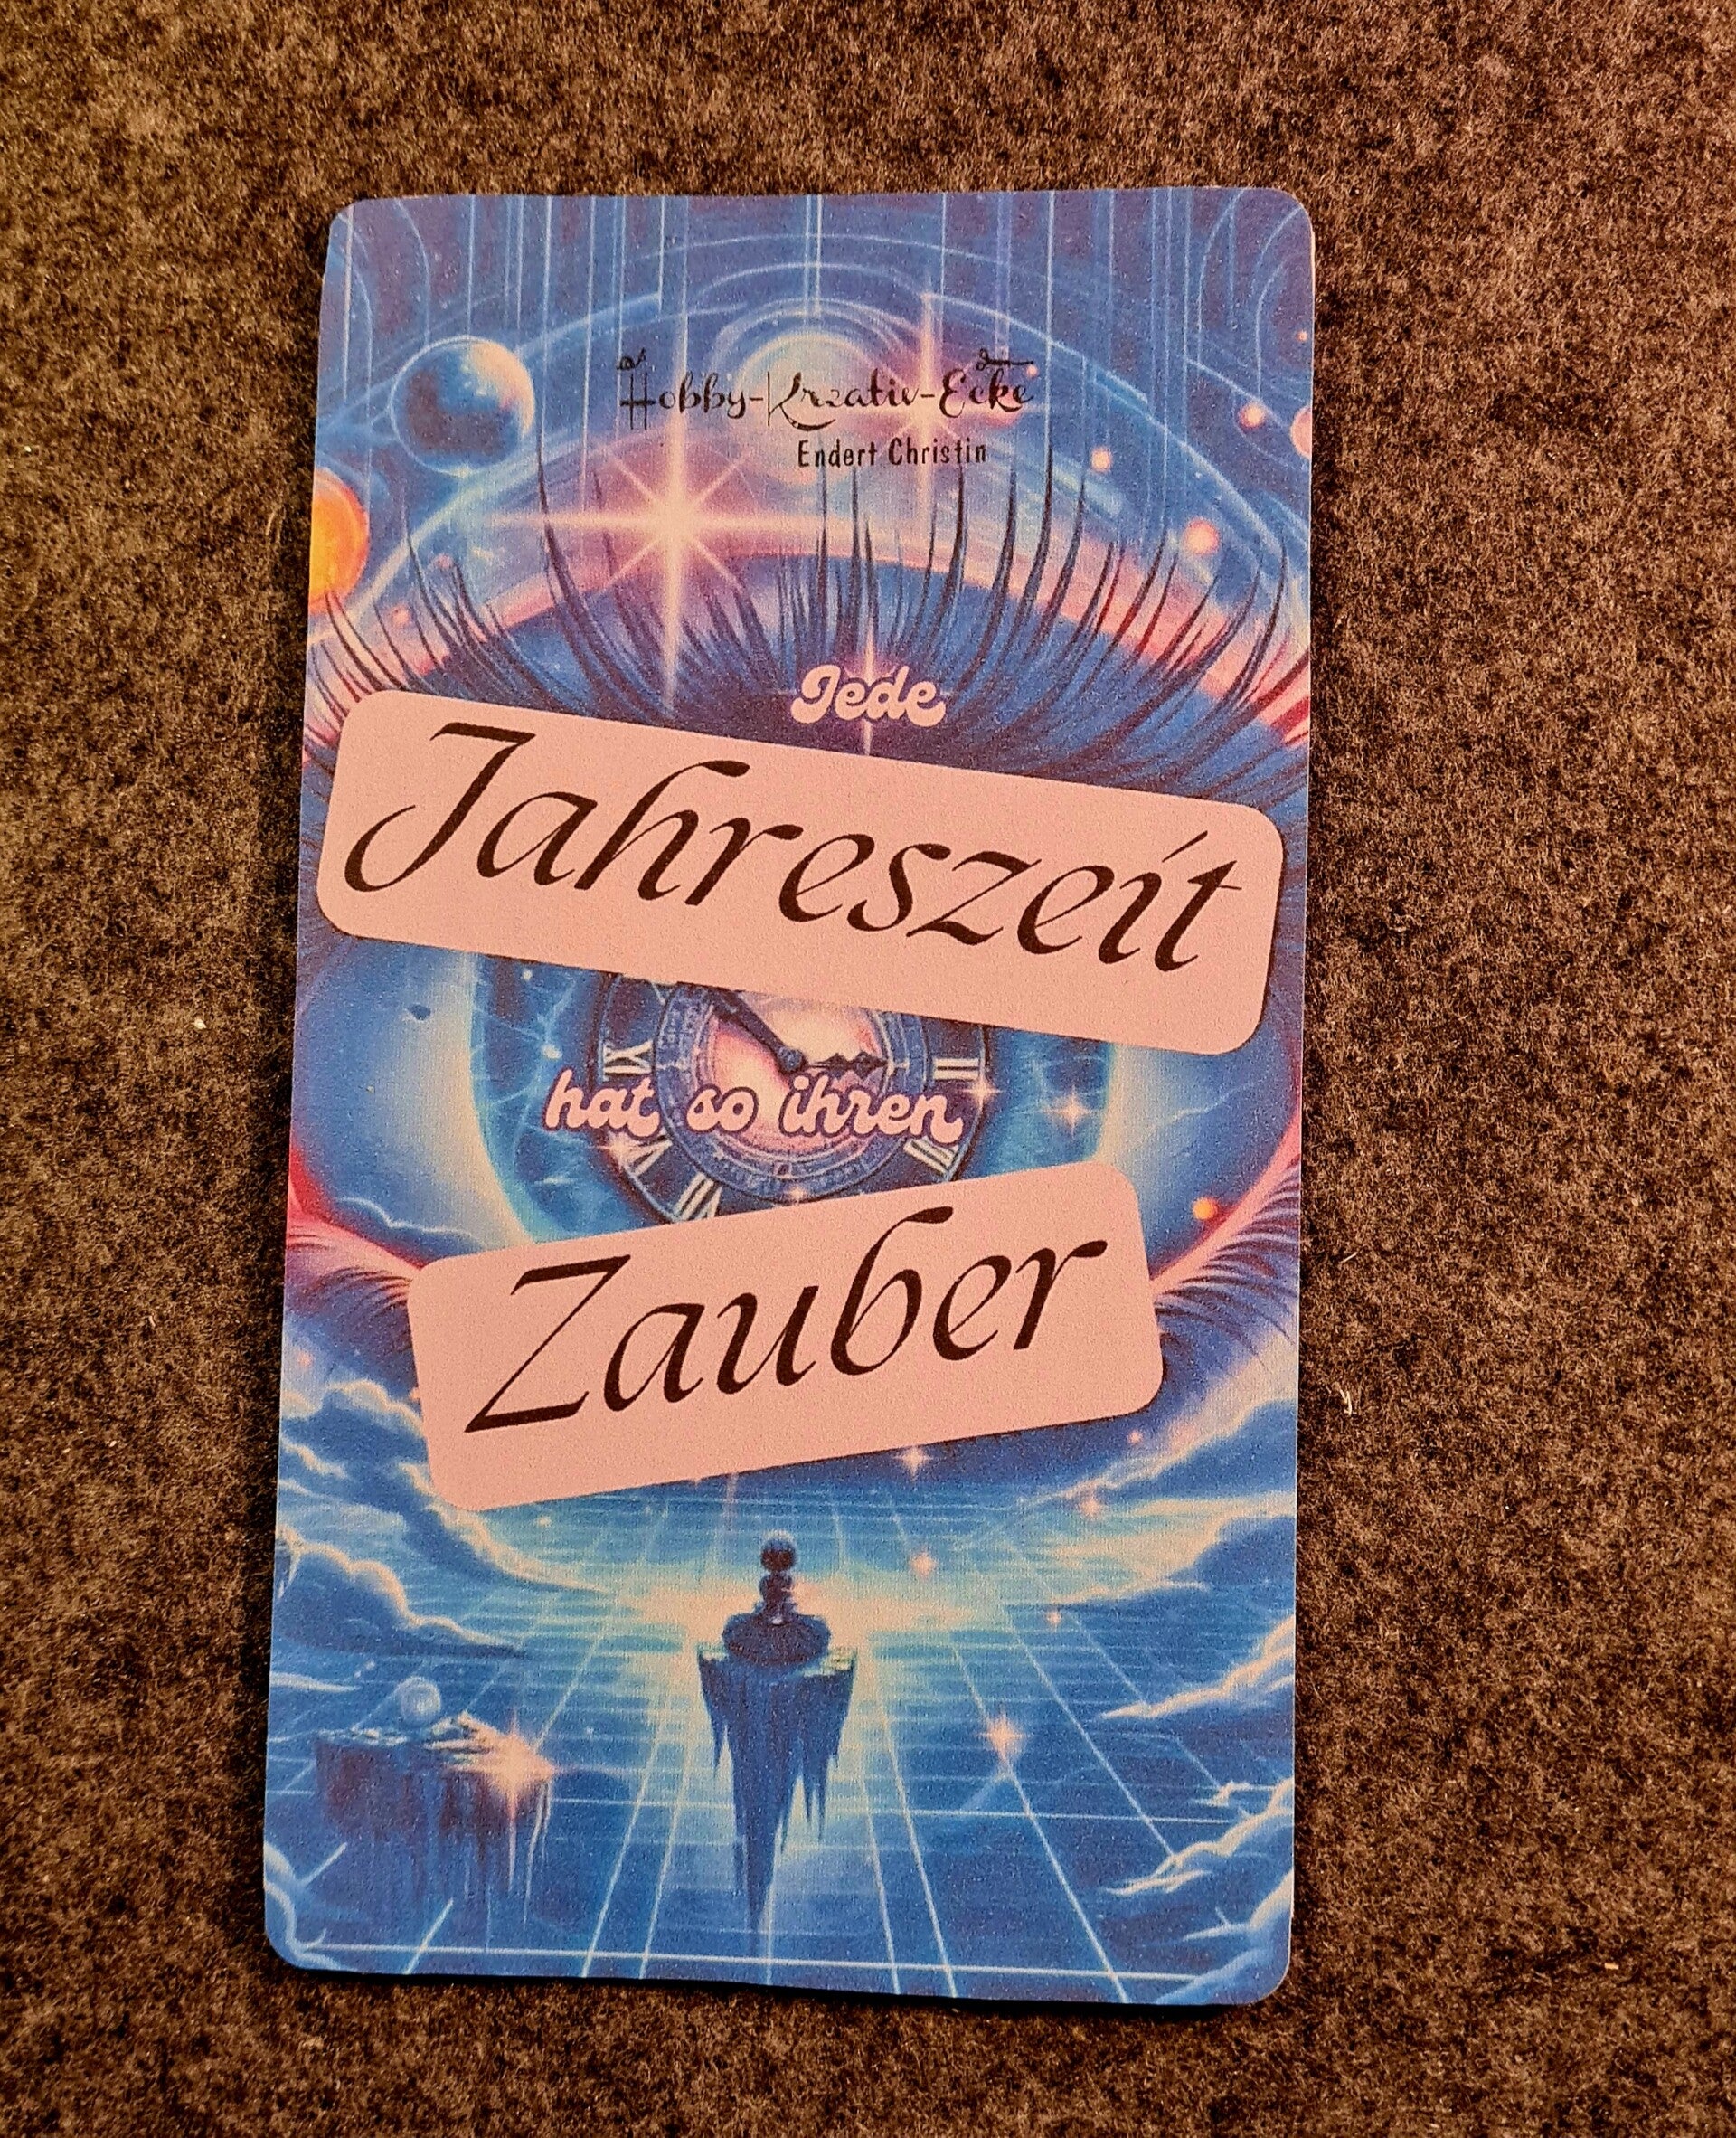 Hobby-Kreativ-Ecke
Endert Christin
Jede
Jahreszeit
hat so ihren
Zauber